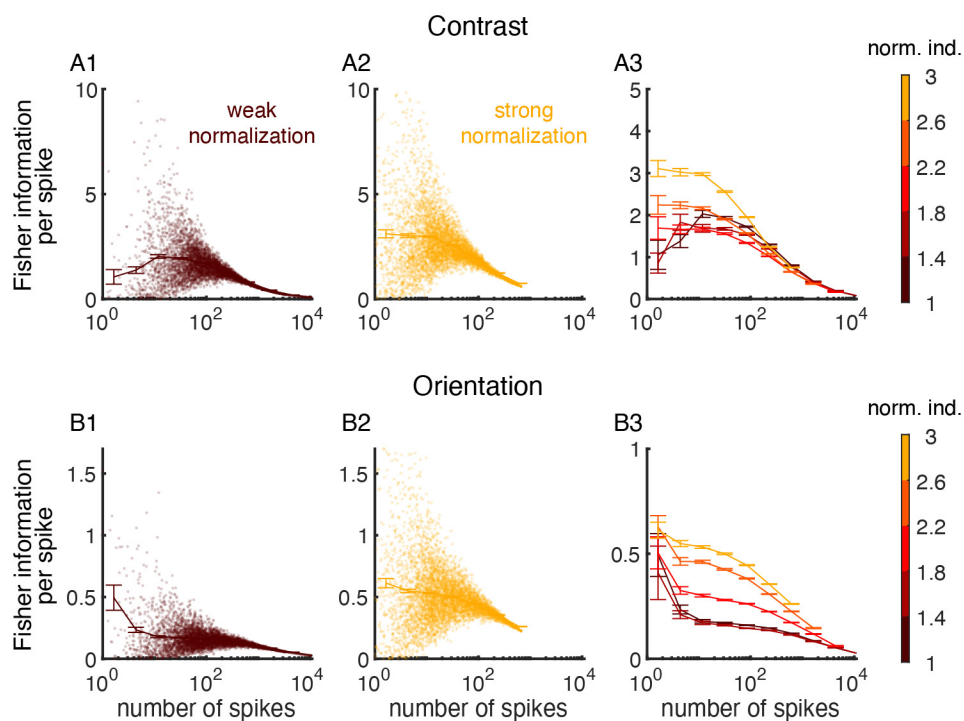 Contrast
A1
A2
A3
norm. ind.
weak
normalization
strong
normalization
Fisher information
per spike
10
5
0
10
5
0
5
4
3
2
1
0
10^0
10^2
10^4
10^0
10^2
10^4
10^0
10^2
10^4
3
2.6
2.2
1.8
1.4
1
Orientation
B1
B2
B3
norm. ind.
Fisher information
per spike
1.5
1
0.5
0
1.5
1
0.5
0
1
0.5
0
10^0
10^2
10^4
10^0
10^2
10^4
10^0
10^2
10^4
number of spikes
number of spikes
number of spikes
3
2.6
2.2
1.8
1.4
1